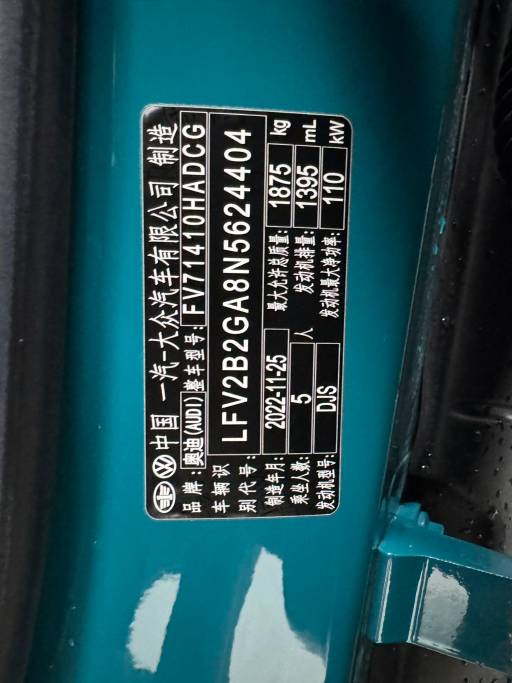 中国 一汽-大众汽车有限公司 制造
品牌:奥迪(AUDI) 整车型号:FV71410HADCG
车辆识别代号:LFV2B2GA8N5624404
制造年月:2022-11-25 最大允许总质量:1875 kg
乘坐人数:5 人 发动机排量:1395 mL
发动机型号:DJS 发动机最大净功率:110 kW